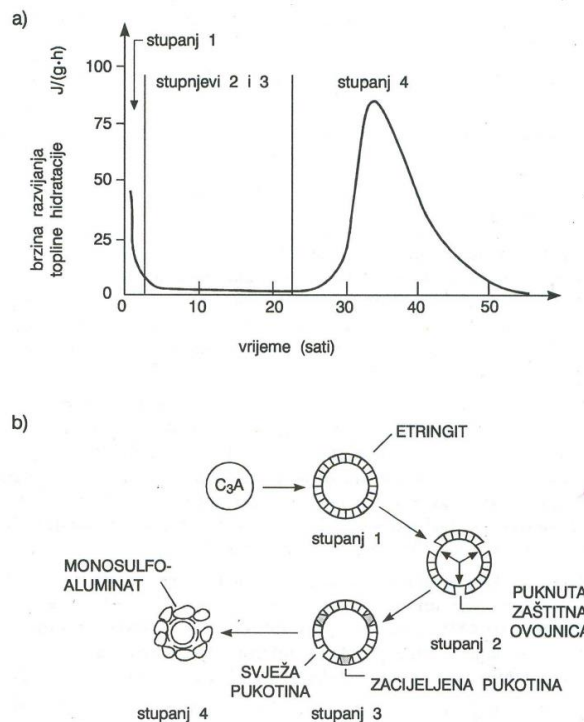 a)
stupanj 1
J/(g·h)
100
stupnjevi 2 i 3
stupanj 4
brzina razvijanja
topline hidratacije
75
50
25
0
0 10 20 30 40 50
vrijeme (sati)
b)
ETRINGIT
C₃A
stupanj 1
MONOSULFO-
ALUMINAT
PUKNUTA
ZAŠTITNA
OVOJNICA
stupanj 2
SVJEŽA
PUKOTINA
ZACIJELJENA PUKOTINA
stupanj 4
stupanj 3